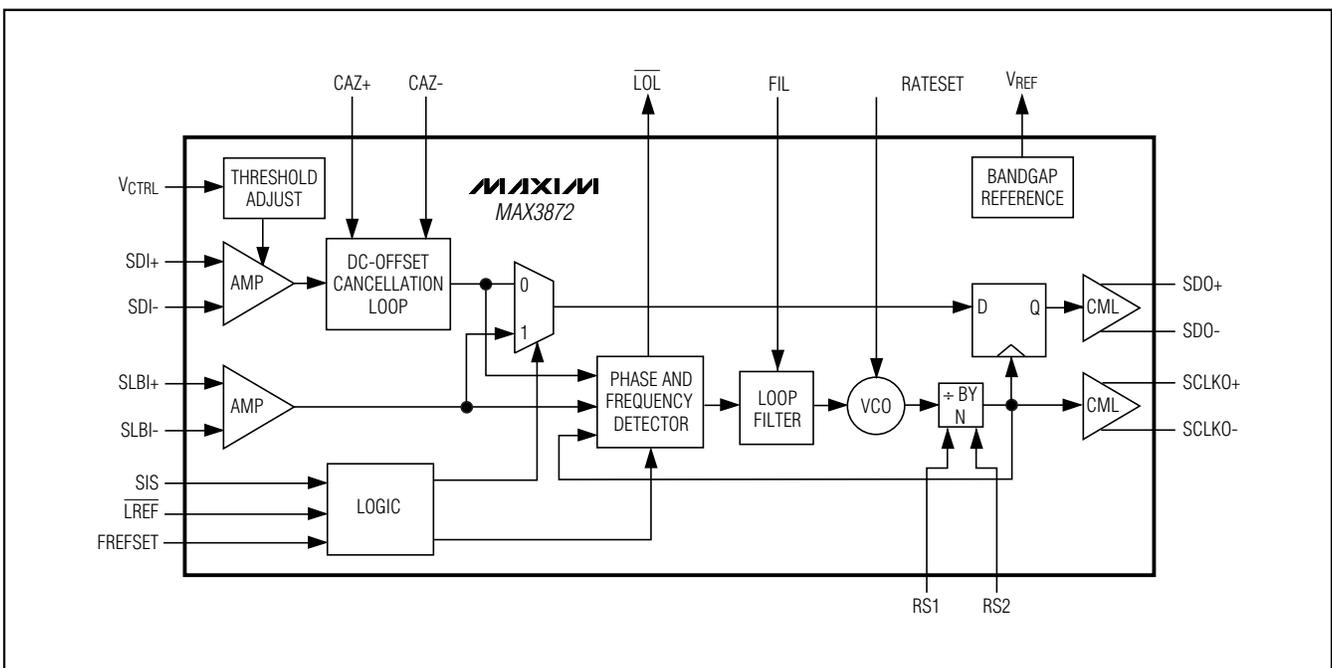 CAZ+
CAZ-
L̅O̅L̅
FIL
RATESET
VREF
VCTRL
THRESHOLD
ADJUST
MAXIM
MAX3872
BANDGAP
REFERENCE
SDI+
SDI-
AMP
DC-OFFSET
CANCELLATION
LOOP
0
1
D
Q
CML
SDO+
SDO-
SLBI+
SLBI-
AMP
PHASE AND
FREQUENCY
DETECTOR
LOOP
FILTER
VCO
÷ BY
N
CML
SCLKO+
SCLKO-
SIS
L̅R̅E̅F̅
FREFSET
LOGIC
RS1
RS2